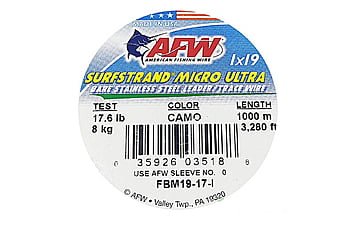 MADE IN USA
AFW
1x19
AMERICAN FISHING WIRE
SURFSTRAND MICRO ULTRA
BARE STAINLESS STEEL LEADER/TRACE WIRE
TEST COLOR LENGTH
17.6 lb CAMO 1000 m
8 kg 3,280 ft
0 35926 03518 8
USE AFW SLEEVE NO. 0
FBM19-17-I
© AFW • Valley Twp., PA 19320